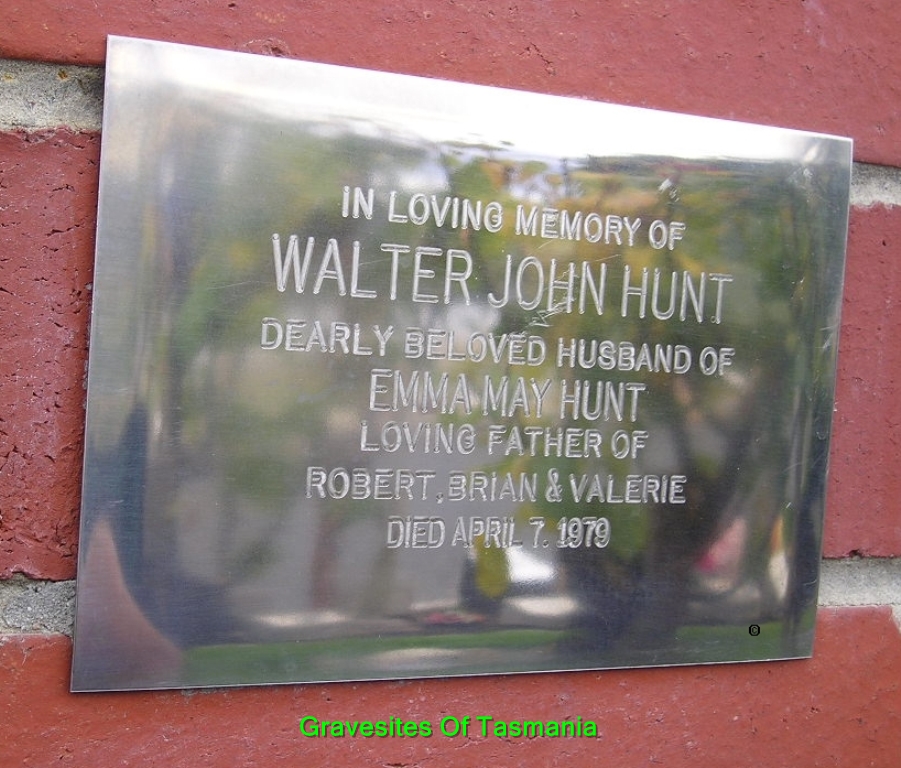 IN LOVING MEMORY OF
WALTER JOHN HUNT
DEARLY BELOVED HUSBAND OF
EMMA MAY HUNT
LOVING FATHER OF
ROBERT, BRIAN & VALERIE
DIED APRIL 7. 1979
©
Gravesites Of Tasmania